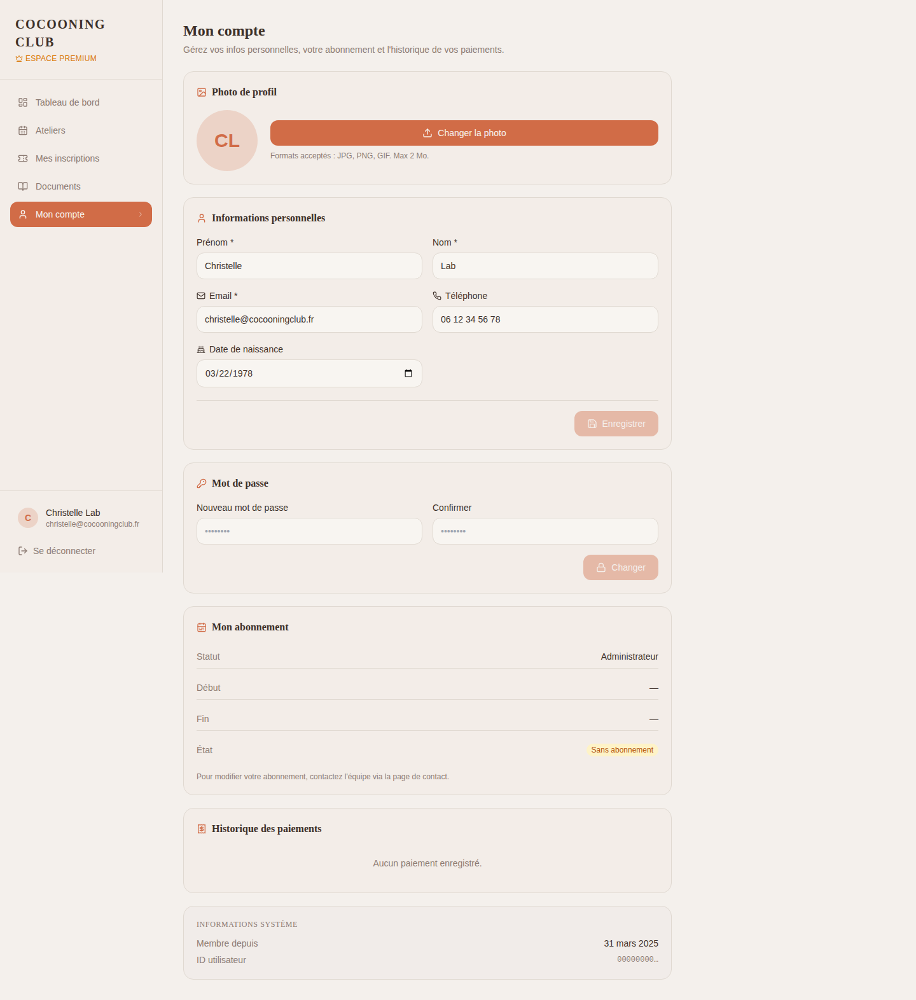 COCOONING
CLUB
ESPACE PREMIUM
Tableau de bord
Ateliers
Mes inscriptions
Documents
Mon compte
Christelle Lab
christelle@cocooningclub.fr
Se déconnecter
Mon compte
Gérez vos infos personnelles, votre abonnement et l'historique de vos paiements.
Photo de profil
CL
Changer la photo
Formats acceptés : JPG, PNG, GIF. Max 2 Mo.
Informations personnelles
Prénom * Nom *
Christelle Lab
Email * Téléphone
christelle@cocooningclub.fr 06 12 34 56 78
Date de naissance
03/22/1978
Enregistrer
Mot de passe
Nouveau mot de passe Confirmer
•••••••• ••••••••
Changer
Mon abonnement
Statut Administrateur
Début —
Fin —
État Sans abonnement
Pour modifier votre abonnement, contactez l'équipe via la page de contact.
Historique des paiements
Aucun paiement enregistré.
INFORMATIONS SYSTÈME
Membre depuis 31 mars 2025
ID utilisateur 00000000…
C